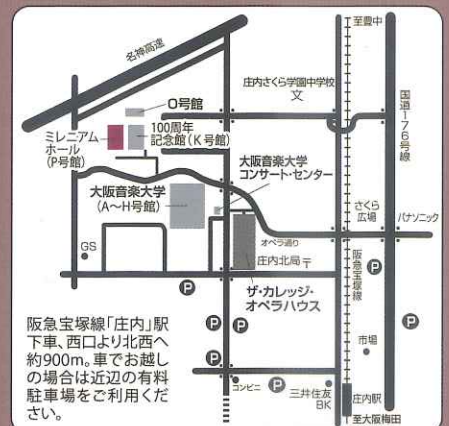 至豊中
名神高速
庄内さくら学園中学校
文
国道176号線
O号館
ミレニアム
ホール
(P号館)
100周年
記念館(K号館)
大阪音楽大学
コンサート・センター
大阪音楽大学
(A〜H号館)
さくら
広場
パナソニック
オペラ通り
GS
庄内北局 〒
阪急宝塚線
P
P
ザ・カレッジ・
オペラハウス
P
P
P
P
市場
阪急宝塚線「庄内」駅
下車、西口より北西へ
約900m。車でお越し
の場合は近辺の有料
駐車場をご利用くだ
さい。
コンビニ
P
三井住友
BK
庄内駅
至大阪梅田